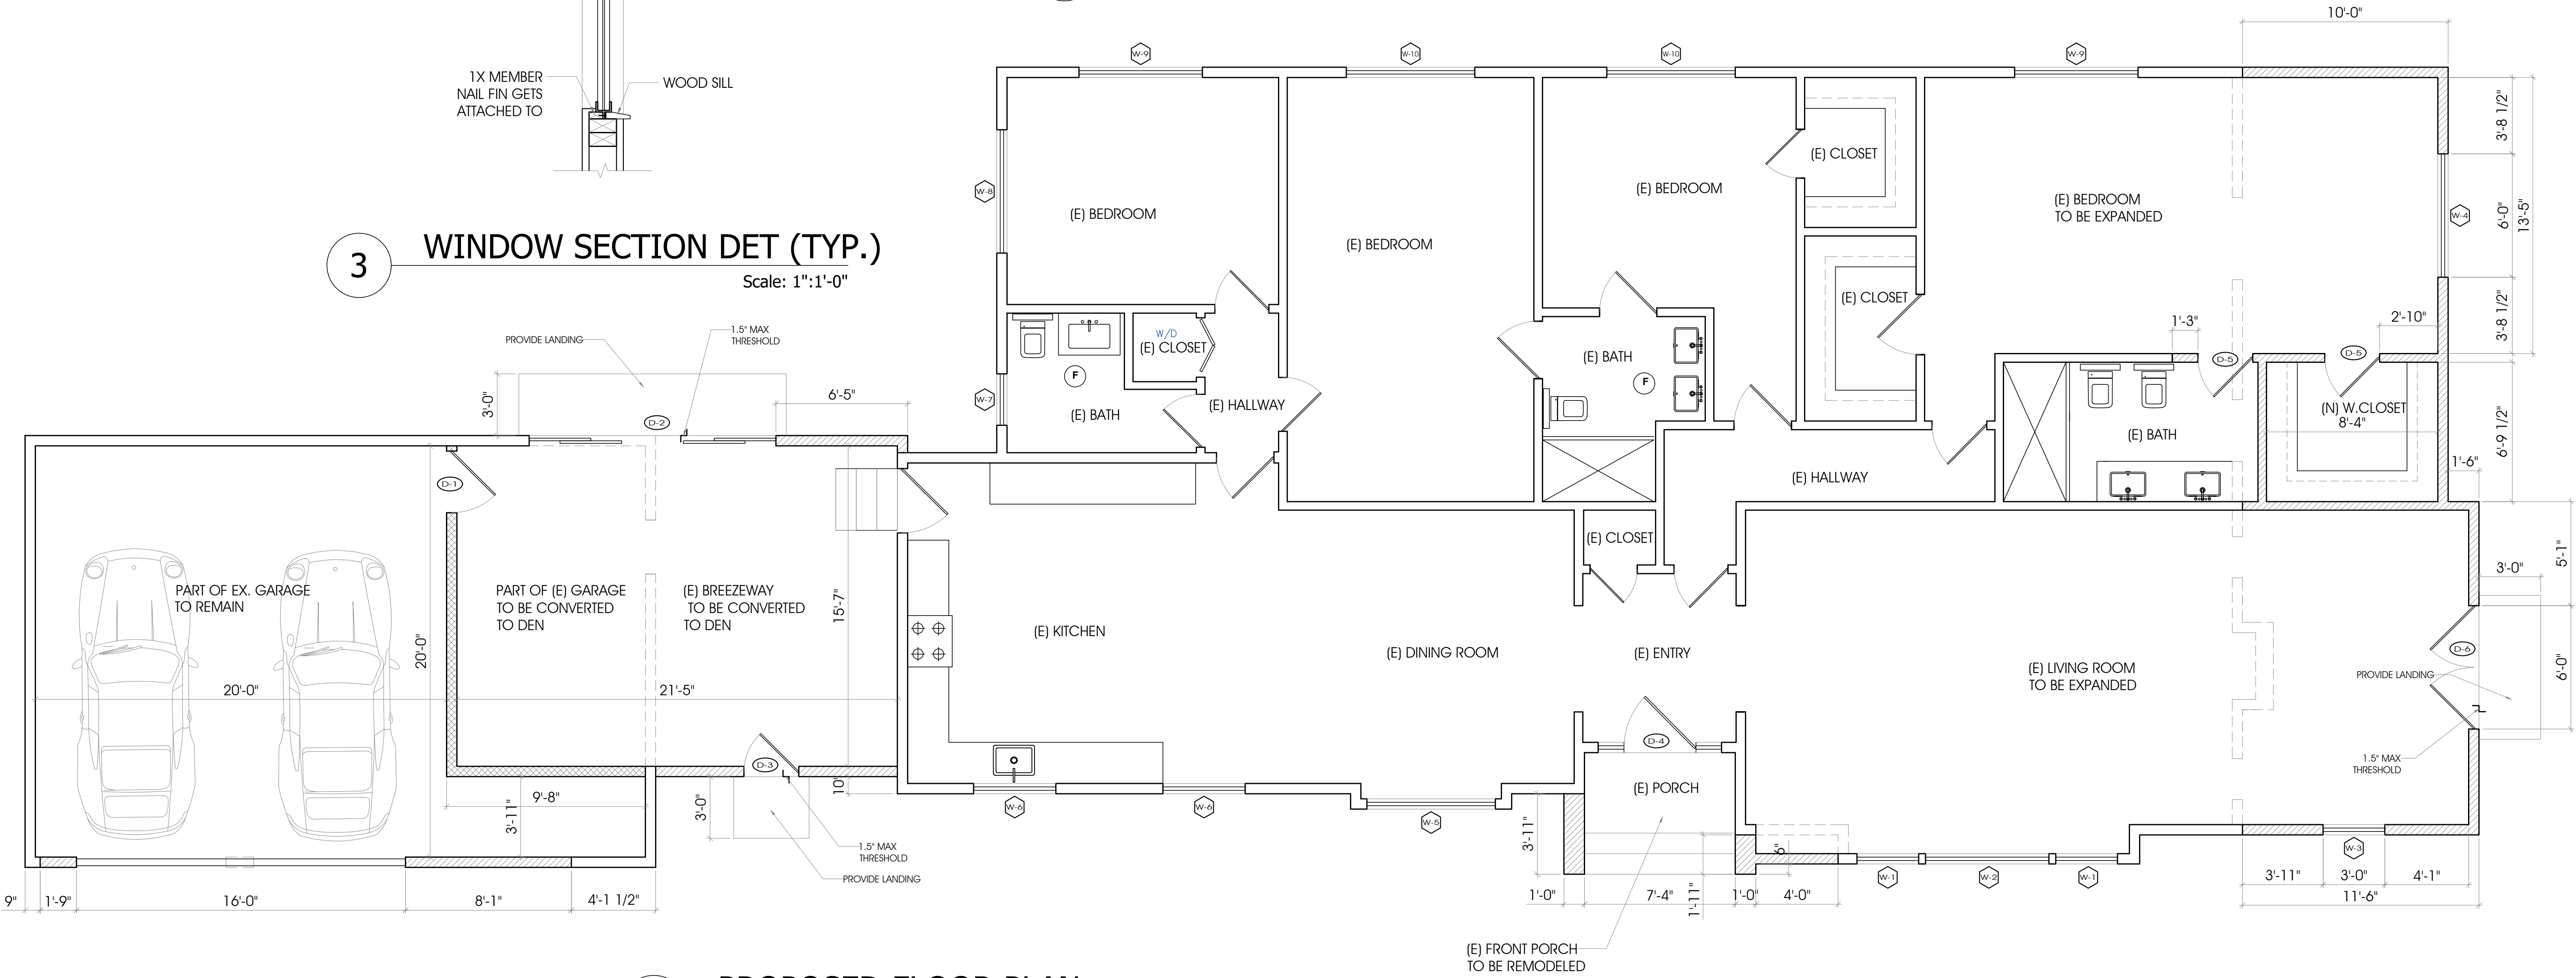 10'-0"
W-9
W-10
W-10
W-9
1X MEMBER
NAIL FIN GETS
ATTACHED TO
WOOD SILL
3
WINDOW SECTION DET (TYP.)
Scale: 1":1'-0"
W-8
W-7
(E) BEDROOM
(E) BEDROOM
(E) BEDROOM
(E) CLOSET
(E) CLOSET
(E) BEDROOM
TO BE EXPANDED
W-4
3'-8 1/2"
6'-0"
3'-8 1/2"
13'-5"
W/D
(E) CLOSET
F
(E) BATH
(E) HALLWAY
(E) BATH
F
1'-3"
D-5
D-5
2'-10"
(N) W.CLOSET
8'-4"
(E) BATH
(E) HALLWAY
6'-9 1/2"
1'-6"
PROVIDE LANDING
1.5" MAX
THRESHOLD
3'-0"
D-2
6'-5"
D-1
PART OF EX. GARAGE
TO REMAIN
PART OF (E) GARAGE
TO BE CONVERTED
TO DEN
(E) BREEZEWAY
TO BE CONVERTED
TO DEN
15'-7"
20'-0"
20'-0"
21'-5"
D-3
10"
9'-8"
3'-11"
3'-0"
1.5" MAX
THRESHOLD
PROVIDE LANDING
9"
1'-9"
16'-0"
8'-1"
4'-1 1/2"
(E) KITCHEN
(E) DINING ROOM
(E) CLOSET
(E) ENTRY
D-4
(E) PORCH
W-6
W-6
W-5
3'-11"
1'-0"
7'-4"
1'-11"
1'-0"
6"
4'-0"
(E) FRONT PORCH
TO BE REMODELED
(E) LIVING ROOM
TO BE EXPANDED
W-1
W-2
W-1
W-3
3'-11"
3'-0"
4'-1"
11'-6"
5'-1"
3'-0"
D-6
6'-0"
PROVIDE LANDING
1.5" MAX
THRESHOLD
PROPOSED FLOOR PLAN